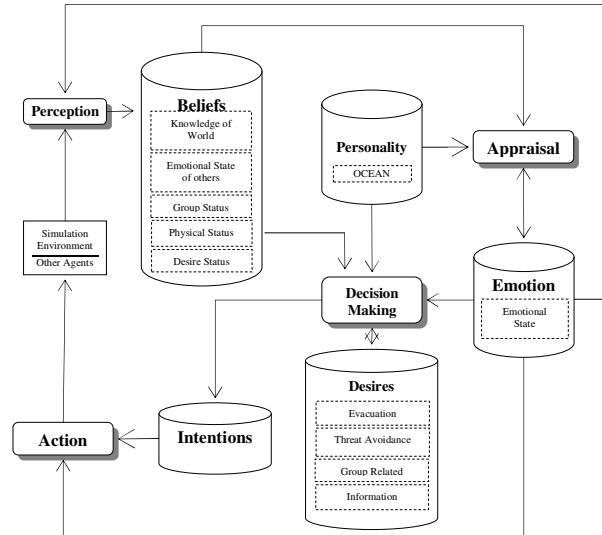 Perception
Beliefs
Knowledge of
World
Emotional State
of others
Group Status
Physical Status
Desire Status
Personality
OCEAN
Appraisal
Simulation
Environment
Other Agents
Decision
Making
Emotion
Emotional
State
Desires
Evacuation
Threat Avoidance
Group Related
Information
Intentions
Action